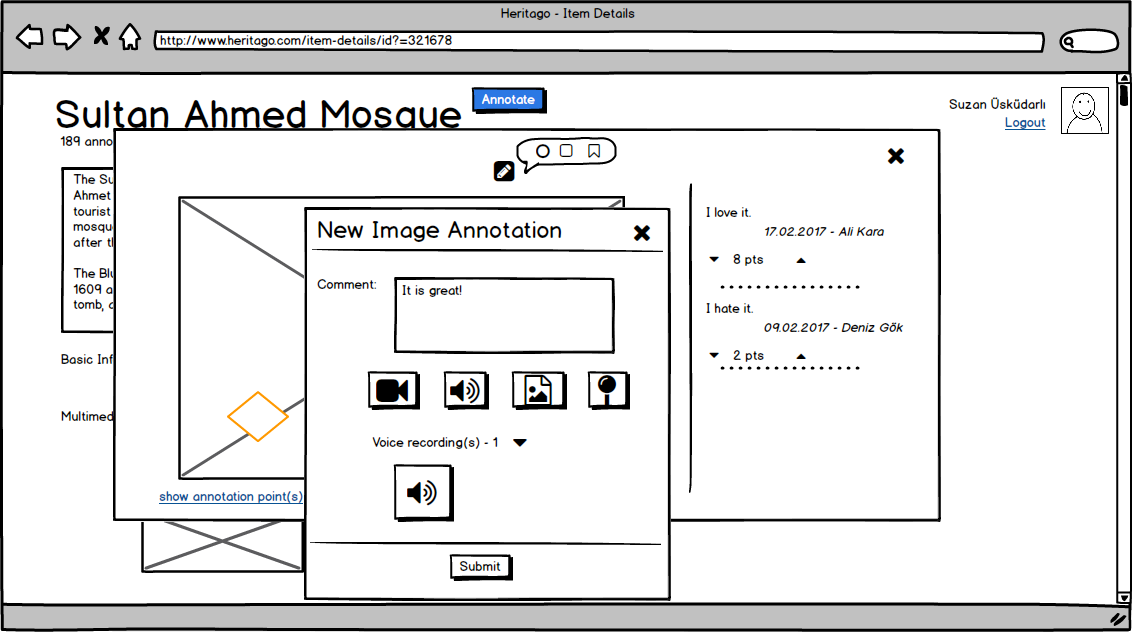 Heritago - Item Details
http://www.heritago.com/item-details/id?=321678
Sultan Ahmed Mosque
Annotate
Suzan Üsküdarlı
Logout
189 anno
The Su
Ahmet
tourist
mosqu
after th
The Blu
1609 a
tomb, a
Basic Inf
Multimed
show annotation point(s)
New Image Annotation
Comment:
It is great!
Voice recording(s) - 1
Submit
I love it.
17.02.2017 - Ali Kara
8 pts
I hate it.
09.02.2017 - Deniz Gök
2 pts